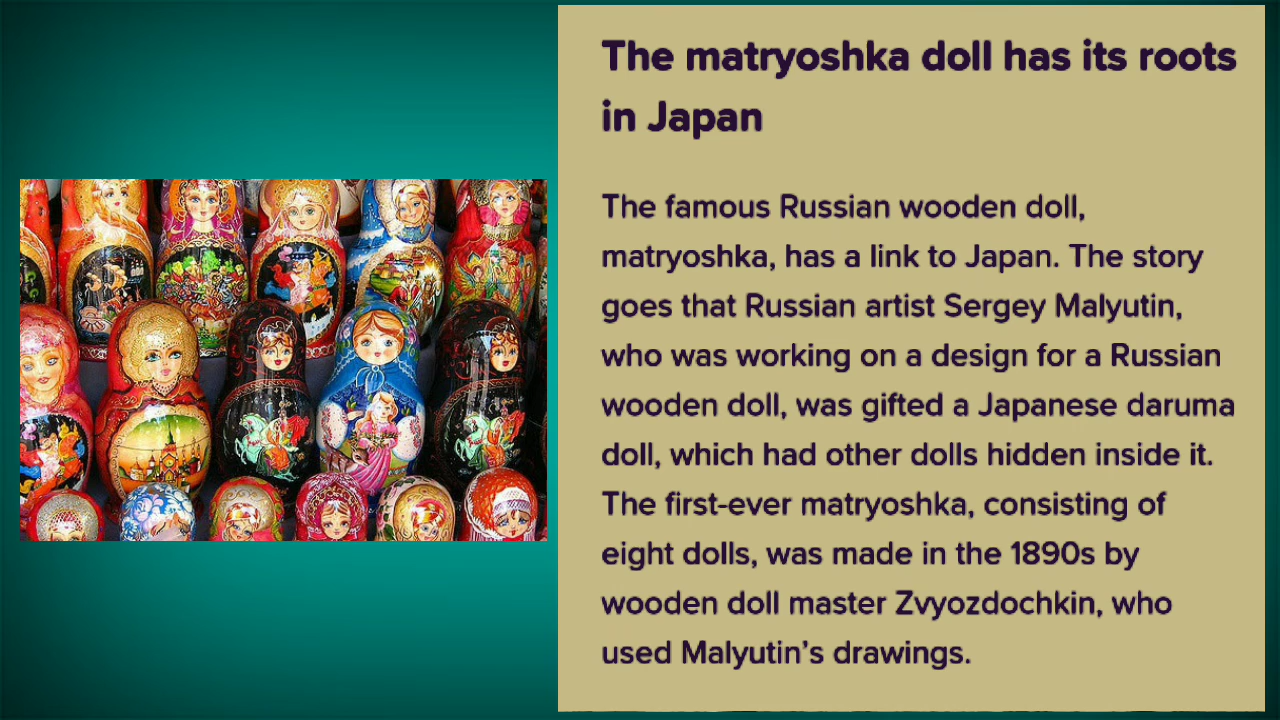 The matryoshka doll has its roots
in Japan
The famous Russian wooden doll,
matryoshka, has a link to Japan. The story
goes that Russian artist Sergey Malyutin,
who was working on a design for a Russian
wooden doll, was gifted a Japanese daruma
doll, which had other dolls hidden inside it.
The first-ever matryoshka, consisting of
eight dolls, was made in the 1890s by
wooden doll master Zvyozdochkin, who
used Malyutin’s drawings.